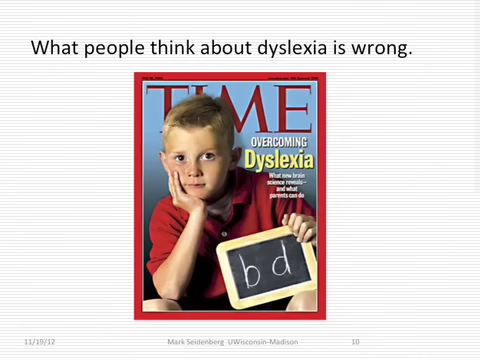 What people think about dyslexia is wrong.
TIME
OVERCOMING
Dyslexia
What new brain
science reveals—
and what
parents can do
b d
11/19/12
Mark Seidenberg UWisconsin-Madison
10